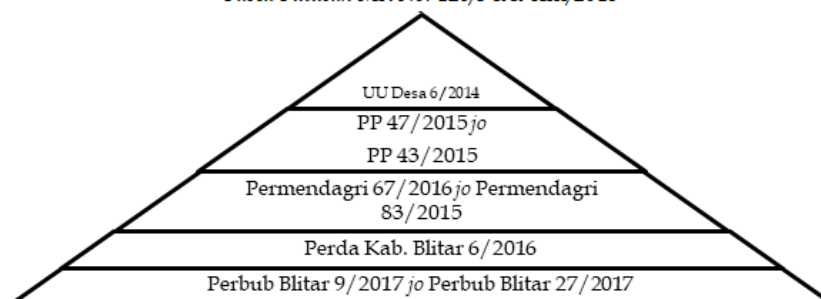 UU Desa 6/2014
PP 47/2015 jo
PP 43/2015
Permendagri 67/2016 jo Permendagri
83/2015
Perda Kab. Blitar 6/2016
Perbub Blitar 9/2017 jo Perbub Blitar 27/2017